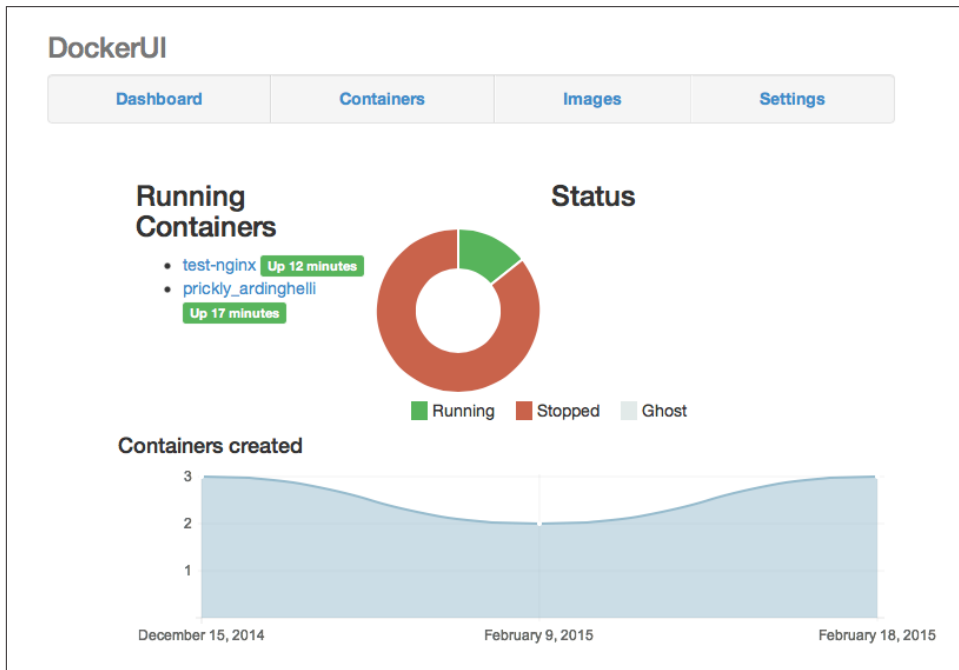 DockerUI
Dashboard Containers Images Settings
Running
Containers
test-nginx Up 12 minutes
prickly_ardinghelli
Up 17 minutes
Status
Running Stopped Ghost
Containers created
3
2
1
December 15, 2014 February 9, 2015 February 18, 2015